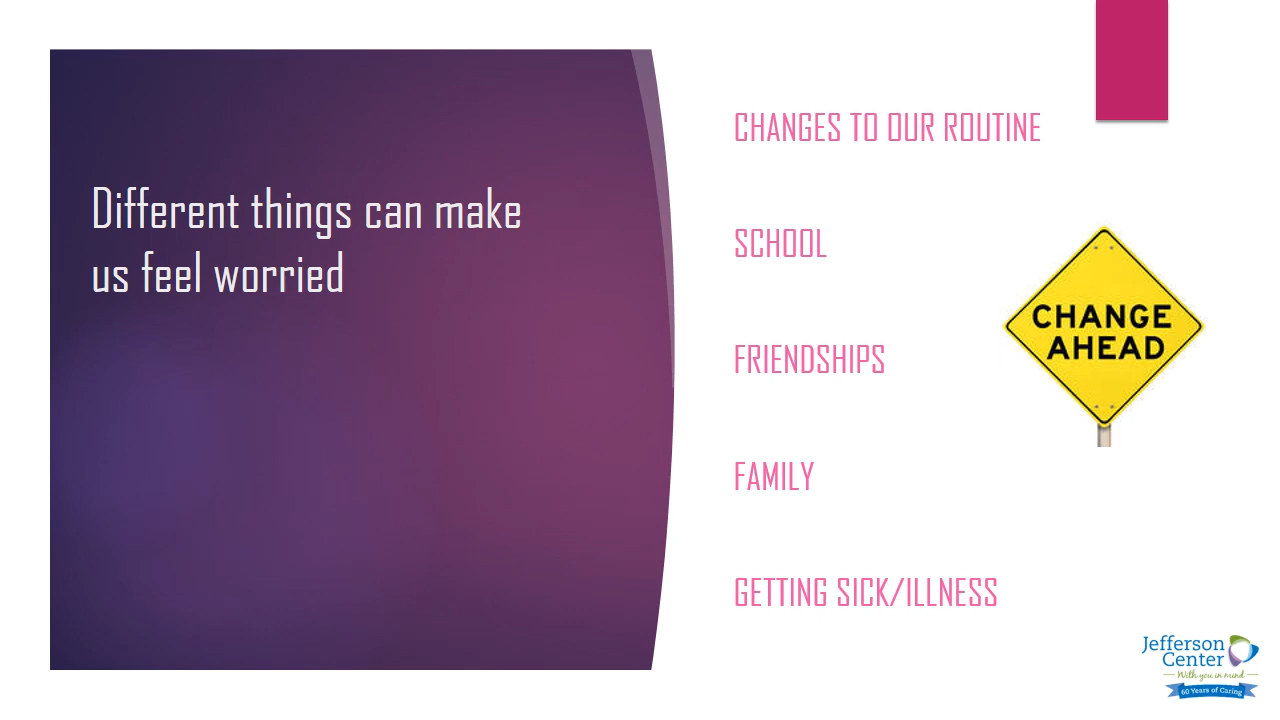 Different things can make
us feel worried
CHANGES TO OUR ROUTINE
SCHOOL
FRIENDSHIPS
FAMILY
GETTING SICK/ILLNESS
CHANGE
AHEAD
Jefferson
Center
With you in mind
60 Years of Caring